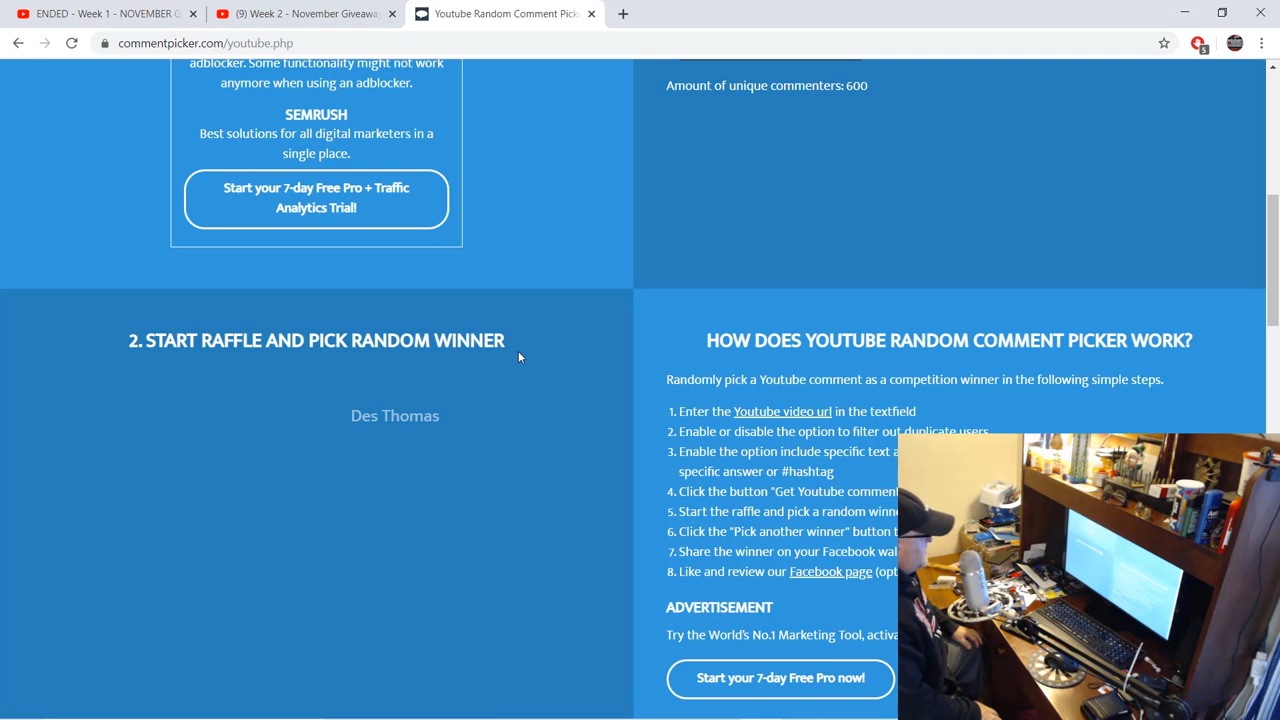 ENDED - Week 1 - NOVEMBER G
(9) Week 2 - November Giveaway
Youtube Random Comment Pick
commentpicker.com/youtube.php
5
adblocker. Some functionality might not work
anymore when using an adblocker.
SEMRUSH
Best solutions for all digital marketers in a
single place.
Start your 7-day Free Pro + Traffic
Analytics Trial!
Amount of unique commenters: 600
2. START RAFFLE AND PICK RANDOM WINNER
Des Thomas
HOW DOES YOUTUBE RANDOM COMMENT PICKER WORK?
Randomly pick a Youtube comment as a competition winner in the following simple steps.
1. Enter the Youtube video url in the textfield
2. Enable or disable the option to filter out duplicate users
3. Enable the option include specific text a
specific answer or #hashtag
4. Click the button "Get Youtube commen
5. Start the raffle and pick a random winn
6. Click the "Pick another winner" button t
7. Share the winner on your Facebook wal
8. Like and review our Facebook page (opt
ADVERTISEMENT
Try the World's No.1 Marketing Tool, activa
Start your 7-day Free Pro now!